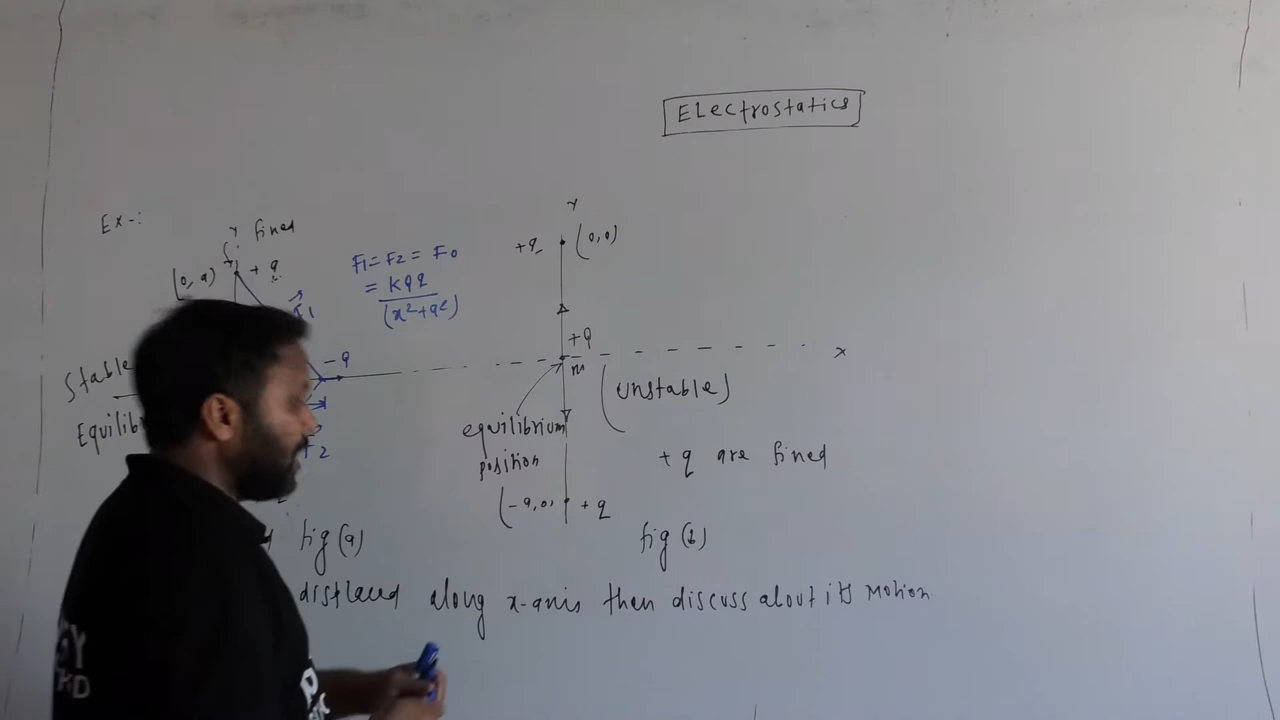 Electrostatics
Ex-:
Y fined
(0, a) + q
F1 = F2 = F0
= KQq
(x²+a²)
F1
Stable
Equilib
-Q
F2
fig (a)
Y
+q (0,0)
+Q
m
x
(unstable)
equilibrium
position
+ q are fined
(-a,0, + q
fig (b)
displaced along x-axis then discuss about its motion.